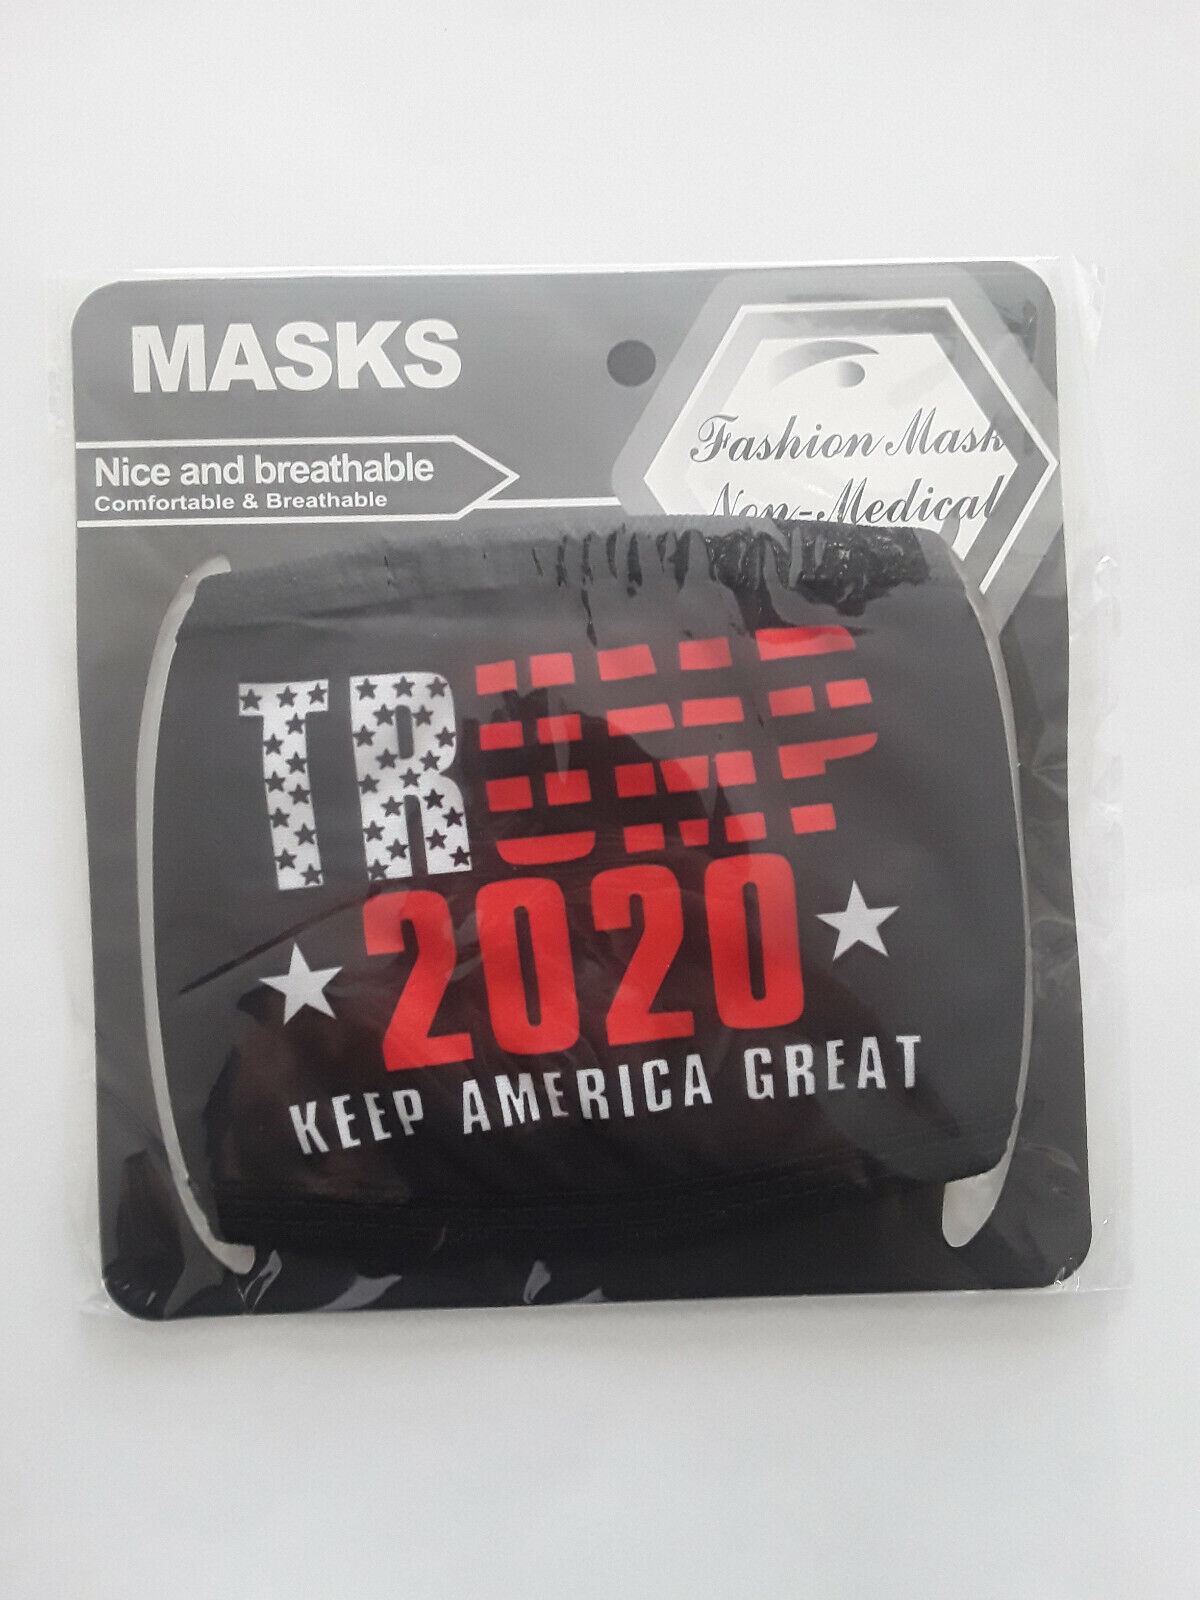 MASKS
Nice and breathable
Comfortable & Breathable
Fashion Mask
Non-Medical
TRUMP
2020
KEEP AMERICA GREAT